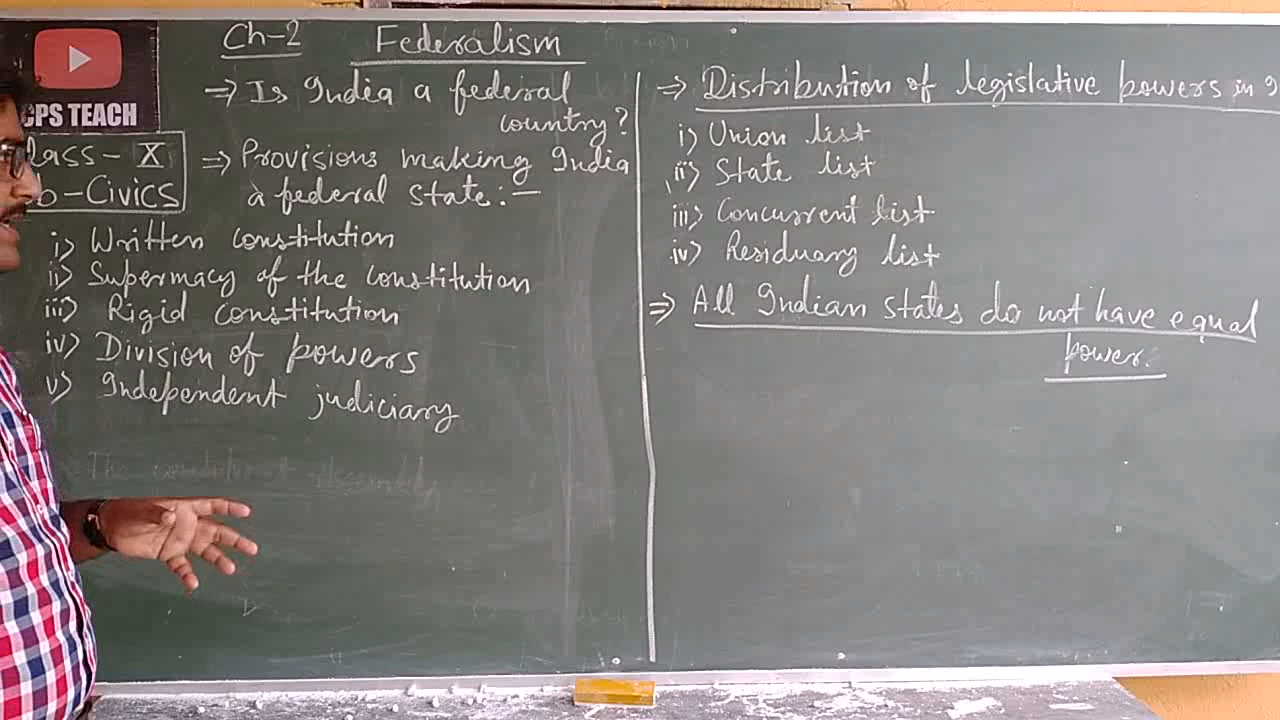 CPS TEACH
Class - X
Sub - Civics
Ch-2 Federalism
⇒ Is India a federal
country?
⇒ Provisions making India
a federal state:—
i) Written constitution
ii) Supermacy of the constitution
iii) Rigid constitution
iv) Division of powers
v) Independent judiciary
⇒ Distribution of legislative powers in
i) Union list
ii) State list
iii) Concurrent list
iv) Residuary list
⇒ All Indian states do not have equal
power.